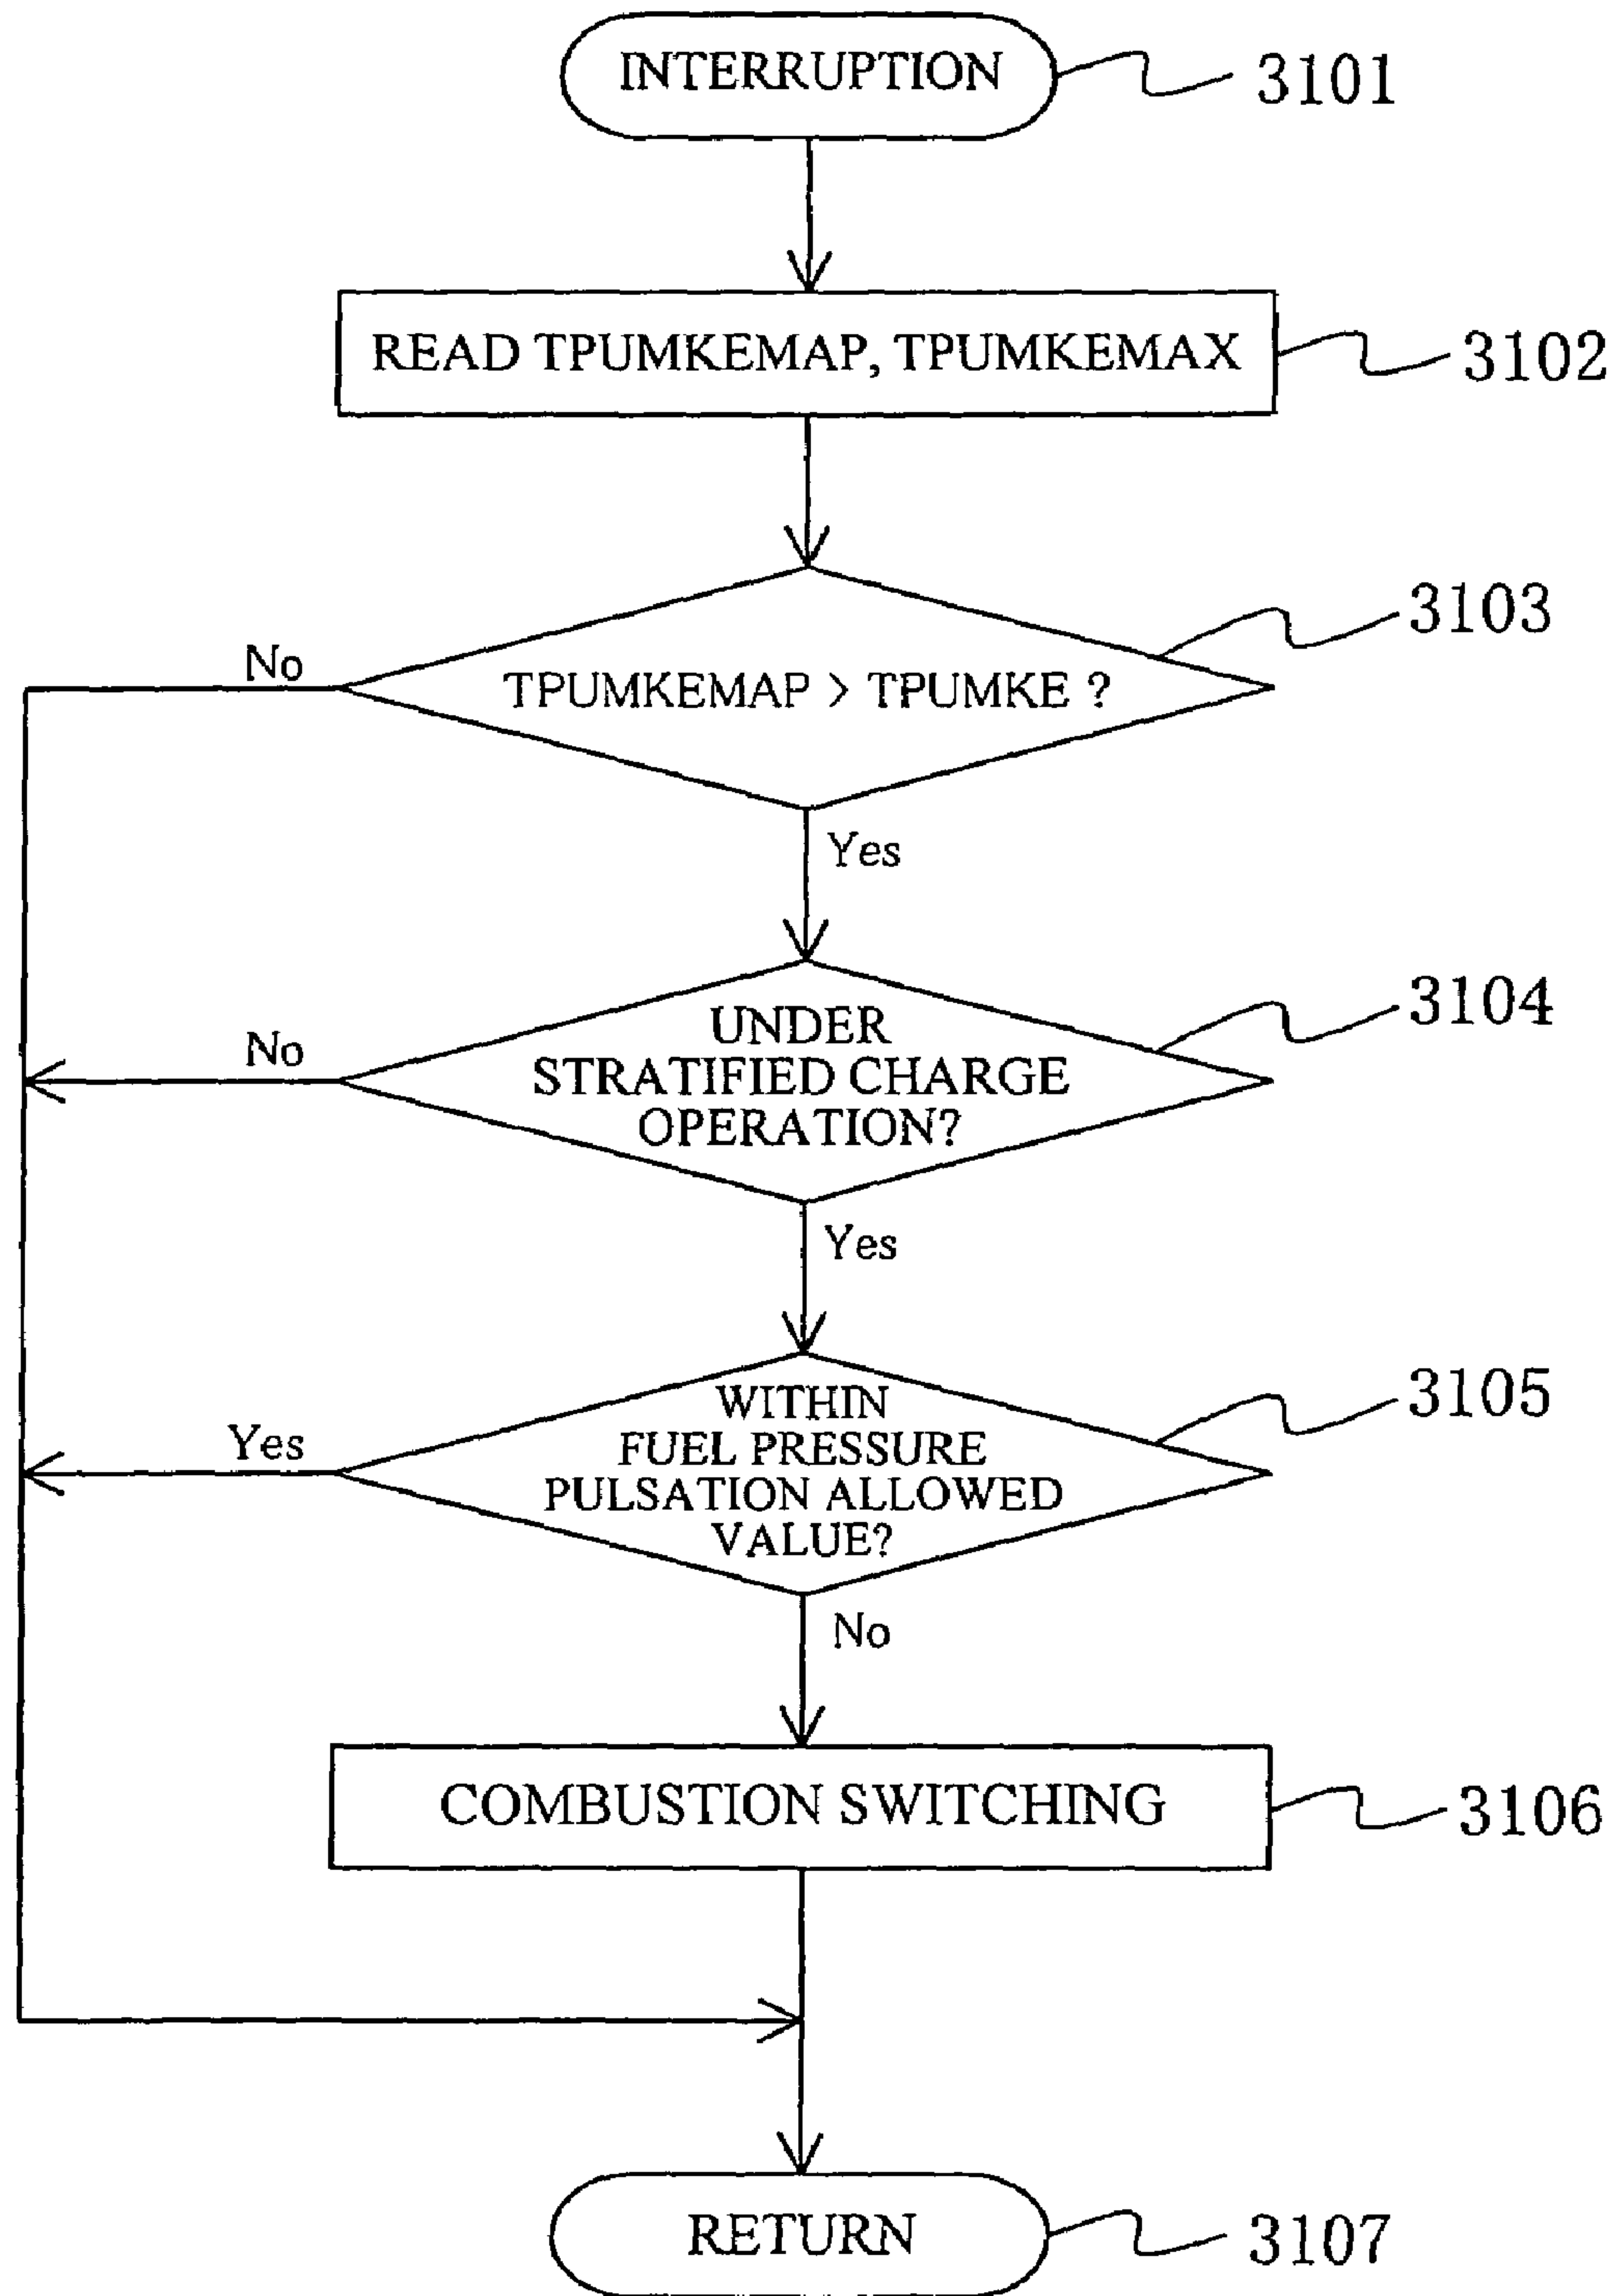 INTERRUPTION
3101
READ TPUMKEMAP, TPUMKEMAX
3102
3103
No
TPUMKEMAP > TPUMKE ?
Yes
3104
No
UNDER
STRATIFIED CHARGE
OPERATION?
Yes
3105
Yes
WITHIN
FUEL PRESSURE
PULSATION ALLOWED
VALUE?
No
COMBUSTION SWITCHING
3106
RETURN
3107